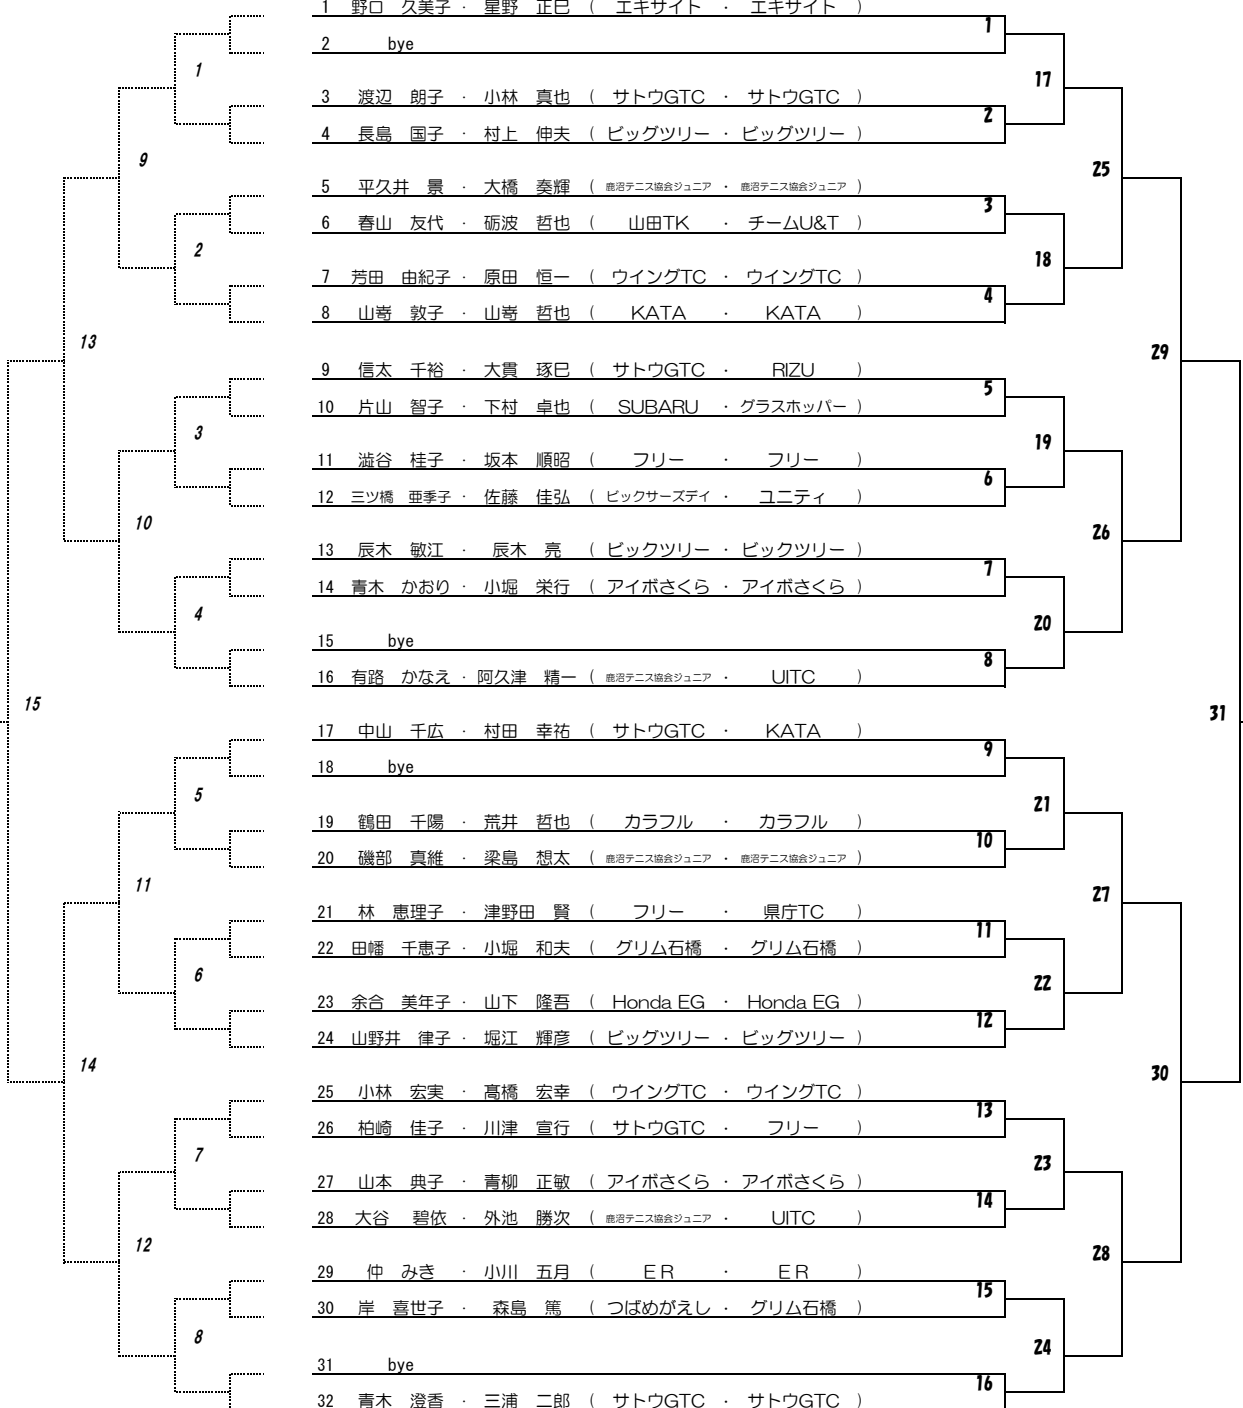 1 野口 久美子 ・ 星野 正巳 ( エキサイト ・ エキサイト )
1
2 bye
1
17
3 渡辺 朗子 ・ 小林 真也 ( サトウGTC ・ サトウGTC )
2
4 長島 国子 ・ 村上 伸夫 ( ビッグツリー ・ ビッグツリー )
9
25
5 平久井 景 ・ 大橋 奏輝 ( 鹿沼テニス協会ジュニア ・ 鹿沼テニス協会ジュニア )
3
6 春山 友代 ・ 砺波 哲也 ( 山田TK ・ チームU&T )
2
18
7 芳田 由紀子 ・ 原田 恒一 ( ウイングTC ・ ウイングTC )
4
8 山嵜 敦子 ・ 山嵜 哲也 ( KATA ・ KATA )
13
29
9 信太 千裕 ・ 大貫 琢巳 ( サトウGTC ・ RIZU )
5
10 片山 智子 ・ 下村 卓也 ( SUBARU ・ グラスホッパー )
3
19
11 澁谷 桂子 ・ 坂本 順昭 ( フリー ・ フリー )
6
12 三ツ橋 亜季子 ・ 佐藤 佳弘 ( ビックサーズデイ ・ ユニティ )
10
26
13 辰木 敏江 ・ 辰木 亮 ( ビックツリー ・ ビックツリー )
7
14 青木 かおり ・ 小堀 栄行 ( アイボさくら ・ アイボさくら )
4
20
15 bye
8
16 有路 かなえ ・ 阿久津 精一 ( 鹿沼テニス協会ジュニア ・ UITC )
15
31
17 中山 千広 ・ 村田 幸祐 ( サトウGTC ・ KATA )
9
18 bye
5
21
19 鶴田 千陽 ・ 荒井 哲也 ( カラフル ・ カラフル )
10
20 磯部 真維 ・ 梁島 想太 ( 鹿沼テニス協会ジュニア ・ 鹿沼テニス協会ジュニア )
11
27
21 林 恵理子 ・ 津野田 賢 ( フリー ・ 県庁TC )
11
22 田幡 千恵子 ・ 小堀 和夫 ( グリム石橋 ・ グリム石橋 )
6
22
23 余合 美年子 ・ 山下 隆吾 ( Honda EG ・ Honda EG )
12
24 山野井 律子 ・ 堀江 輝彦 ( ビッグツリー ・ ビッグツリー )
14
30
25 小林 宏実 ・ 髙橋 宏幸 ( ウイングTC ・ ウイングTC )
13
26 柏崎 佳子 ・ 川津 宣行 ( サトウGTC ・ フリー )
7
23
27 山本 典子 ・ 青柳 正敏 ( アイボさくら ・ アイボさくら )
14
28 大谷 碧依 ・ 外池 勝次 ( 鹿沼テニス協会ジュニア ・ UITC )
12
28
29 仲 みき ・ 小川 五月 ( ER ・ ER )
15
30 岸 喜世子 ・ 森島 篤 ( つばめがえし ・ グリム石橋 )
8
24
31 bye
16
32 青木 澄香 ・ 三浦 二郎 ( サトウGTC ・ サトウGTC )